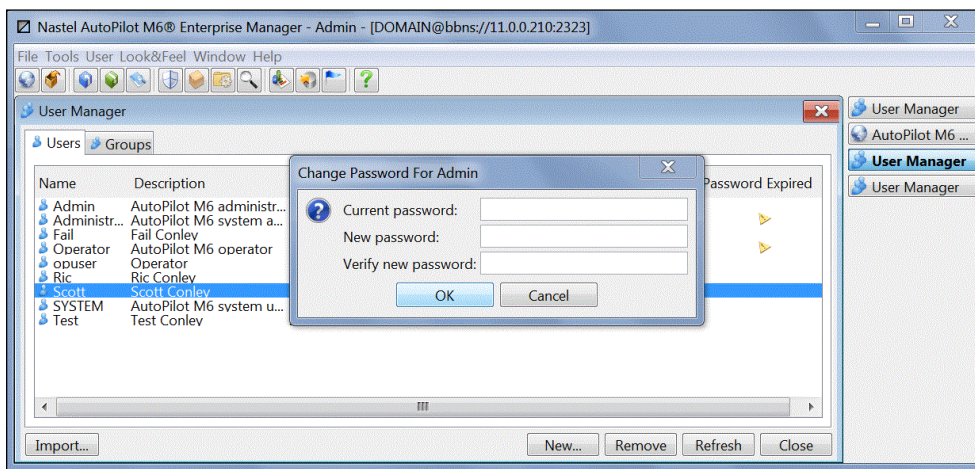 Nastel AutoPilot M6® Enterprise Manager - Admin - [DOMAIN@bbns://11.0.0.210:2323]
File Tools User Look&Feel Window Help
User Manager
Users
Groups
Name Description Password Expired
Admin AutoPilot M6 administr...
Administr... AutoPilot M6 system a...
Fail Fail Conley
Operator AutoPilot M6 operator
opuser Operator
Ric Ric Conley
Scott Scott Conley
SYSTEM AutoPilot M6 system u...
Test Test Conley
Change Password For Admin
Current password:
New password:
Verify new password:
OK Cancel
Import... New... Remove Refresh Close
User Manager
AutoPilot M6 ...
User Manager
User Manager